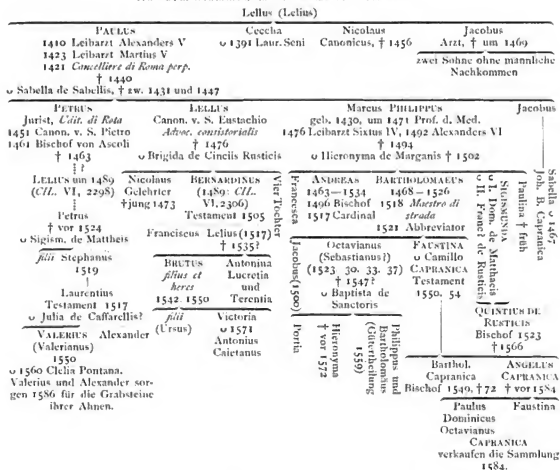 Lellus (Lelius)
PAULUS
1410 Leibarzt Alexanders V
1423 Leibarzt Martius V
1421 Cancelliere di Roma perp.
† 1440
∪ Sabella de Sabellis, † zw. 1431 und 1447
Ceccha
∪ 1391 Laur. Seni
Nicolaus
Canonicus, † 1456
Jacobus
Arzt, † um 1469
zwei Söhne ohne männliche
Nachkommen
PETRUS
Jurist, Udit. di Rota
1451 Canon. v. S. Pietro
1461 Bischof von Ascoli
† 1463
?
LELIUS um 1489
(CIL. VI, 2298)
Petrus
† vor 1524
∪ Sigism. de Mattheis
filii Stephanus
1519
Laurentius
Testament 1517
∪ Julia de Caffarellis?
VALERIUS
(Valerianus)
1550
∪ 1560 Clelia Pontana.
Alexander
Valerius und Alexander sor-
gen 1586 für die Grabsteine
ihrer Ahnen.
LELLUS
Canon. v. S. Eustachio
Advoc. consistorialis
† 1476
∪ Brigida de Cinciis Rusticis
Nicolaus
Gelehrter
† jung 1473
BERNARDINUS
(1489: CIL.
VI, 2306)
Testament 1505
Vier Töchter
Franciscus Lelius (1517)
† 1535?
BRUTUS
filius et
heres
1542. 1550
Antonina
Lucretia
und
Terentia
filii
(Ursus)
Victoria
∪ 1571
Antonius
Caietanus
Marcus PHILIPPUS
geb. 1430, um 1471 Prof. d. Med.
1476 Leibarzt Sixtus IV, 1492 Alexanders VI
† 1494
∪ Hieronyma de Marganis † 1502
Jacobus
Francesca
ANDREAS
1463—1534
1496 Bischof
1517 Cardinal
BARTHOLOMAEUS
1468—1526
1518 Maestro di
strada
1521 Abbreviator
SIGISMUNDA
∪ I. Dom. de Matthaeis
∪ II. Franc. de Rusticis
Paulina † früh
Sabella ∪ 1467
Joh. B. Capranica
Jacobus (1500)
Octavianus
(Sebastianus?)
(1523. 30. 33. 37)
† 1547?
∪ Baptista de
Sanctoris
FAUSTINA
∪ Camillo
CAPRANICA
Testament
1550. 54
QUINTIUS DE
RUSTICIS
Bischof 1523
† 1566
Portia
Hieronyma
† vor 1572
Philippus und
Bartholomäus
(Gütertheilung
1559)
Barthol.
Capranica
Bischof 1549, † 72
ANGELUS
CAPRANICA
† vor 1584
Paulus
Dominicus
Octavianus
CAPRANICA
verkaufen die Sammlung
1584.
Faustina